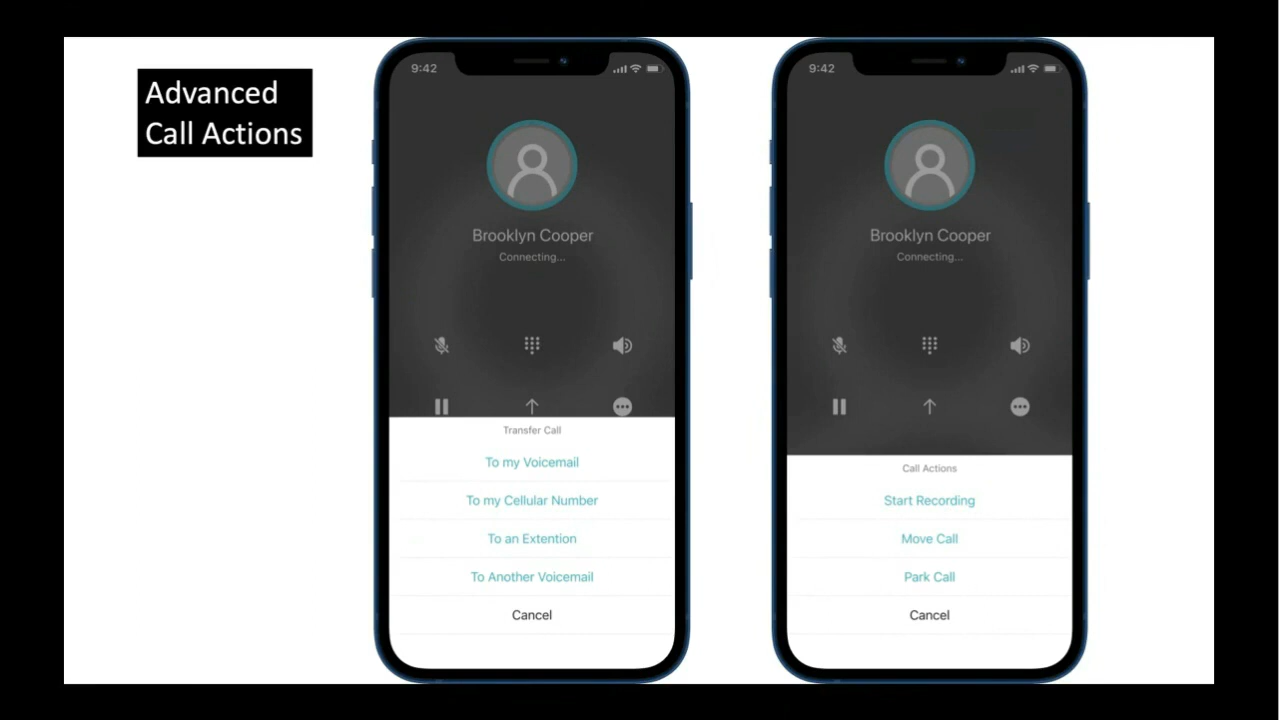 Advanced
Call Actions
9:42
Brooklyn Cooper
Connecting...
Transfer Call
To my Voicemail
To my Cellular Number
To an Extention
To Another Voicemail
Cancel
9:42
Brooklyn Cooper
Connecting...
Call Actions
Start Recording
Move Call
Park Call
Cancel